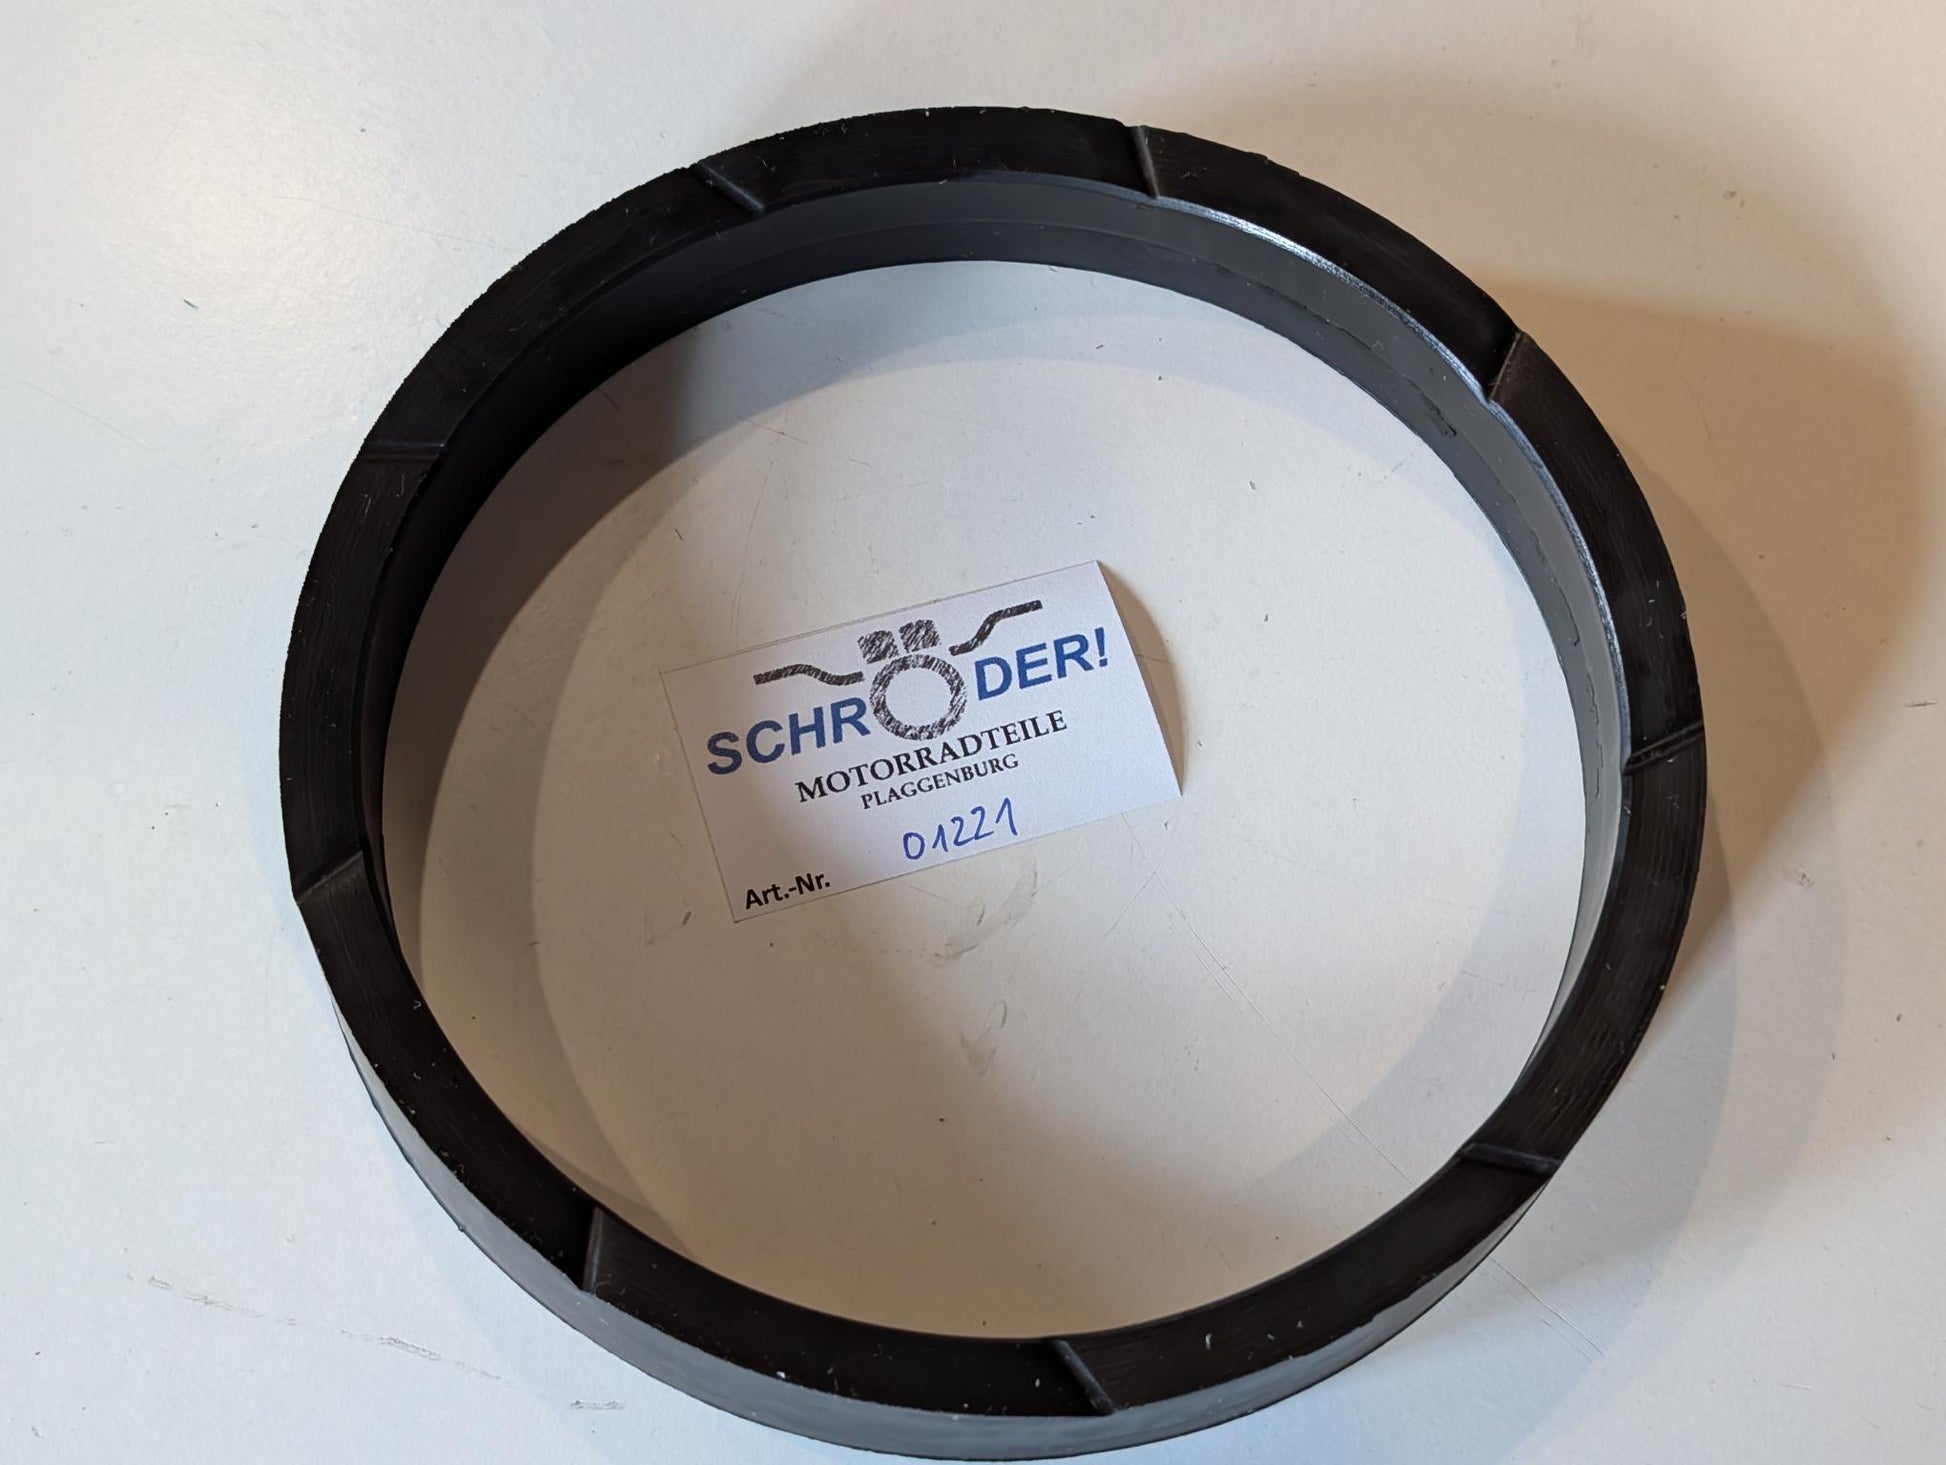 SCHRÖDER!
MOTORRADTEILE
PLAGGENBURG
01221
Art.-Nr.